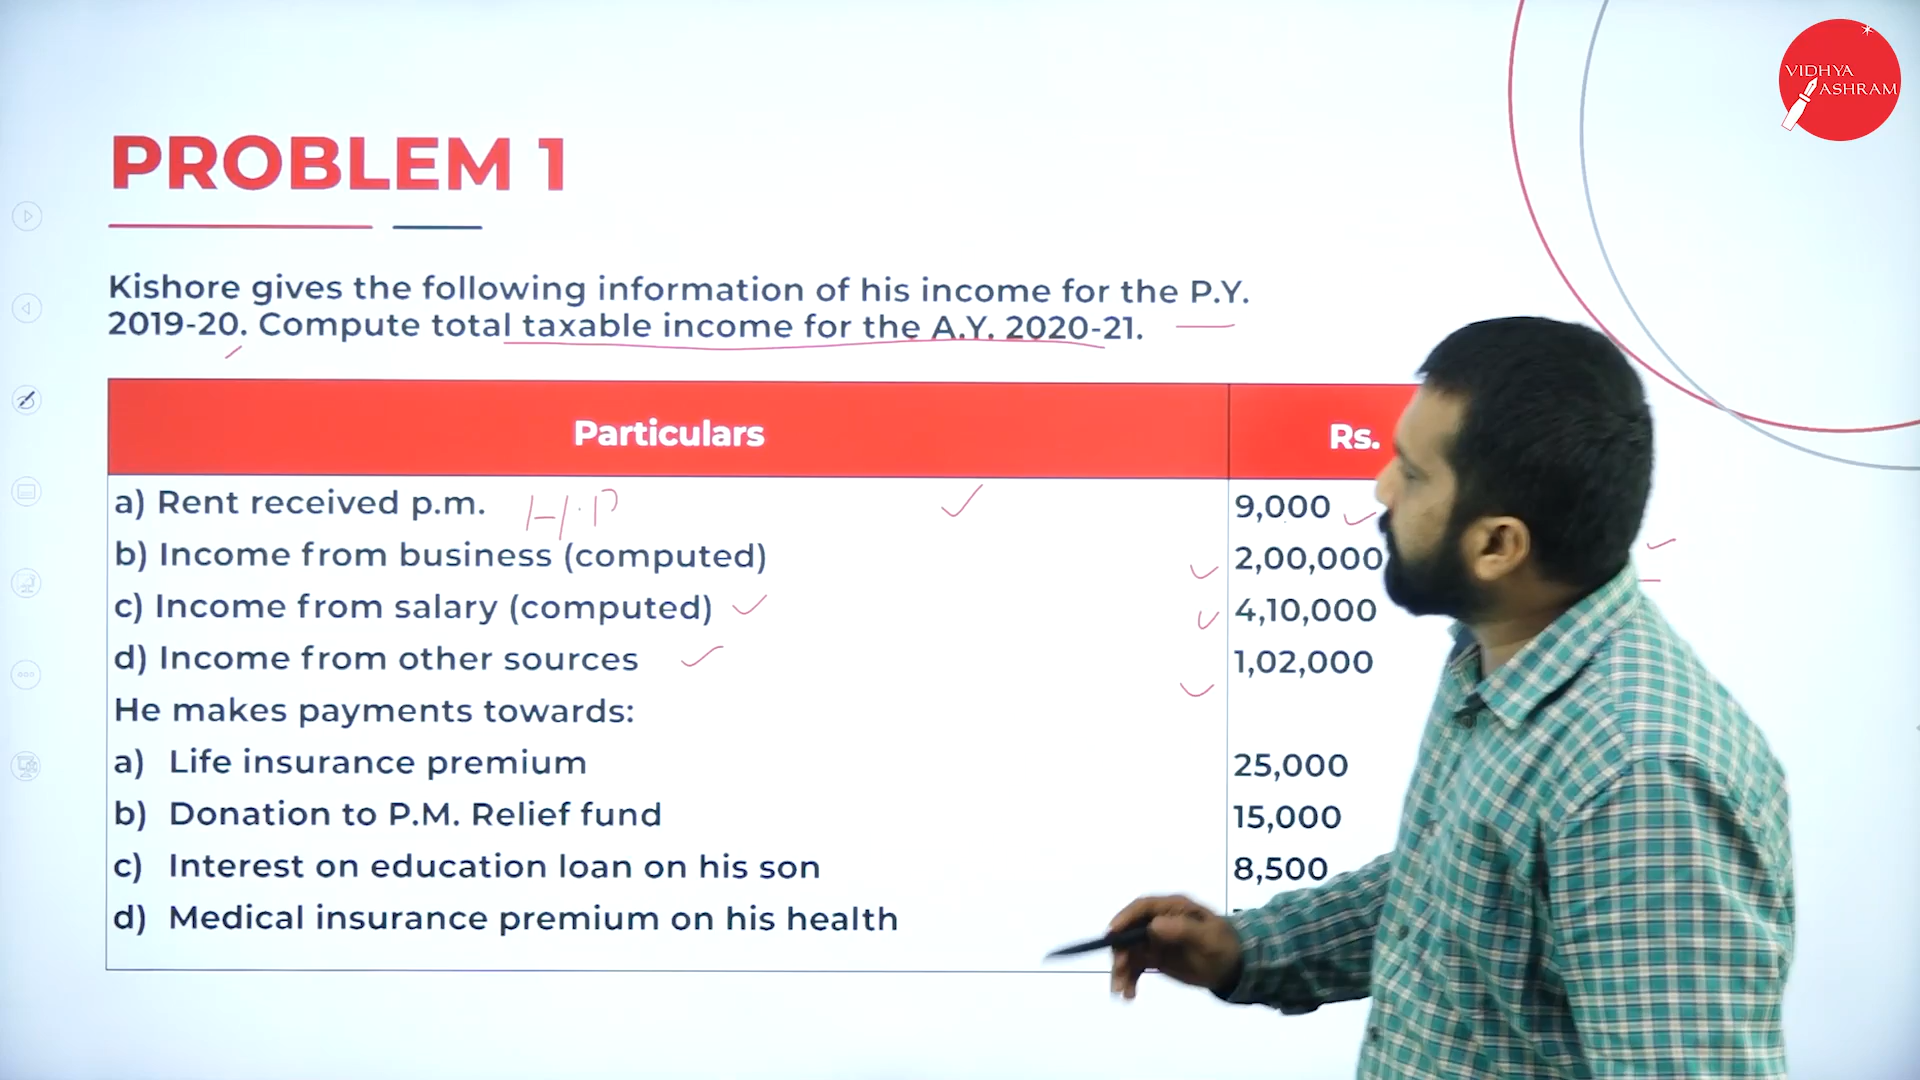 VIDHYA
ASHRAM
PROBLEM 1
Kishore gives the following information of his income for the P.Y.
2019-20. Compute total taxable income for the A.Y. 2020-21.
Particulars Rs.
a) Rent received p.m. H.P 9,000
b) Income from business (computed) 2,00,000
c) Income from salary (computed) 4,10,000
d) Income from other sources 1,02,000
He makes payments towards:
a) Life insurance premium 25,000
b) Donation to P.M. Relief fund 15,000
c) Interest on education loan on his son 8,500
d) Medical insurance premium on his health